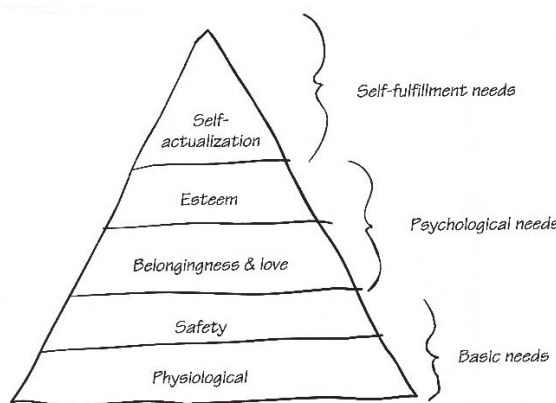 Self-
actualization
Self-fulfillment needs
Esteem
Belongingness & love
Psychological needs
Safety
Physiological
Basic needs